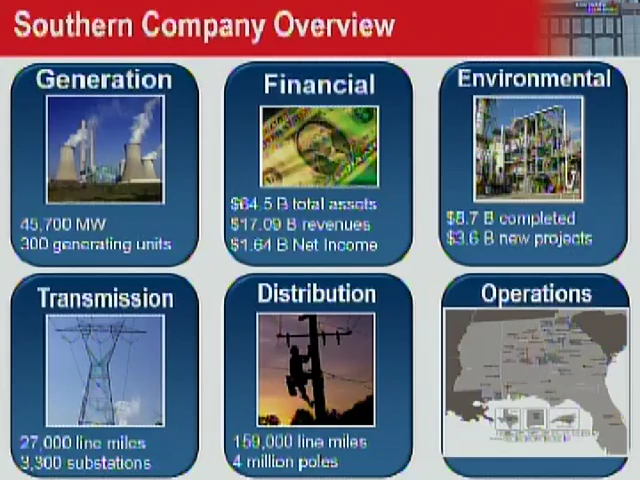 Southern Company Overview
Generation
45,700 MW
300 generating units
Financial
$64.5 B total assets
$17.09 B revenues
$1.64 B Net Income
Environmental
$8.7 B completed
$3.6 B new projects
Transmission
27,000 line miles
3,300 substations
Distribution
159,000 line miles
4 million poles
Operations